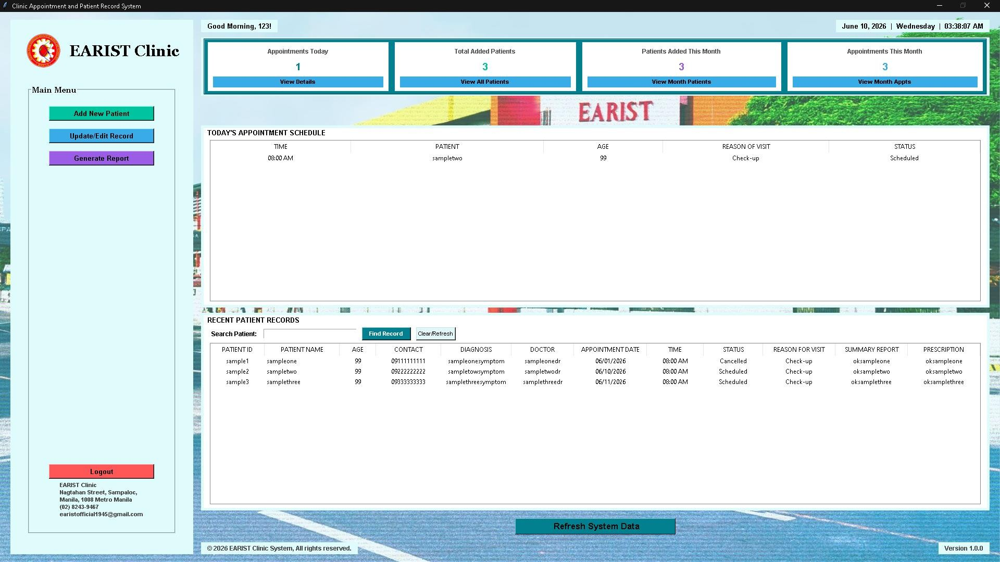 Clinic Appointment and Patient Record System
EARIST Clinic
Main Menu
Add New Patient
Update/Edit Record
Generate Report
Logout
EARIST Clinic
Nagtahan Street, Sampaloc,
Manila, 1008 Metro Manila
(02) 8243-9467
earistofficial1945@gmail.com
Good Morning, 123!
June 10, 2026 | Wednesday | 03:38:07 AM
Appointments Today
1
View Details
Total Added Patients
3
View All Patients
Patients Added This Month
3
View Month Patients
Appointments This Month
3
View Month Appts
EARIST
TODAY'S APPOINTMENT SCHEDULE
TIME PATIENT AGE REASON OF VISIT STATUS
08:00 AM sampletwo 99 Check-up Scheduled
RECENT PATIENT RECORDS
Search Patient: Find Record Clear/Refresh
PATIENT ID PATIENT NAME AGE CONTACT DIAGNOSIS DOCTOR APPOINTMENT DATE TIME STATUS REASON FOR VISIT SUMMARY REPORT PRESCRIPTION
sample1 sampleone 99 09111111111 sampleonesymptom sampleonedr 06/01/2026 08:00 AM Cancelled Check-up oksampleone oksampleone
sample2 sampletwo 99 09222222222 sampletowsymptom sampletwodr 06/10/2026 08:00 AM Scheduled Check-up oksampletwo oksampletwo
sample3 samplethree 99 09333333333 samplethreesymptom samplethreedr 06/11/2026 08:00 AM Scheduled Check-up oksamplethree oksamplethree
Refresh System Data
© 2026 EARIST Clinic System, All rights reserved.
Version 1.0.0